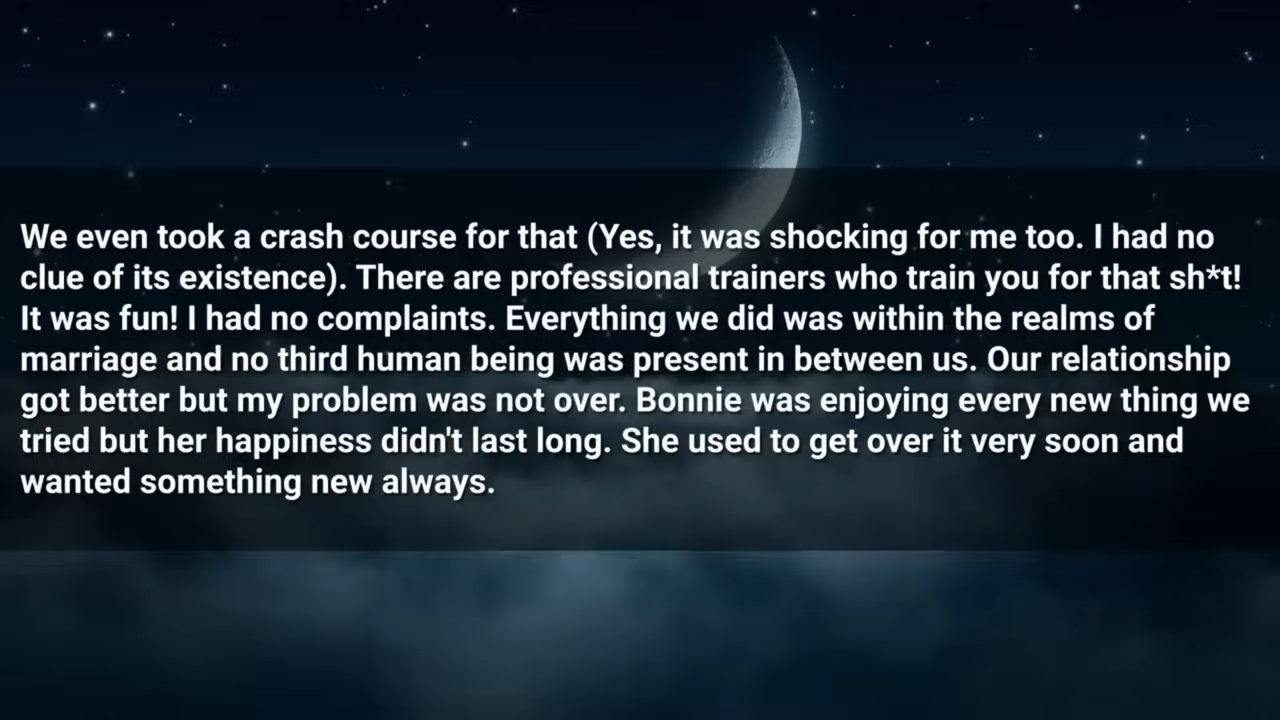 We even took a crash course for that (Yes, it was shocking for me too. I had no
clue of its existence). There are professional trainers who train you for that sh*t!
It was fun! I had no complaints. Everything we did was within the realms of
marriage and no third human being was present in between us. Our relationship
got better but my problem was not over. Bonnie was enjoying every new thing we
tried but her happiness didn't last long. She used to get over it very soon and
wanted something new always.